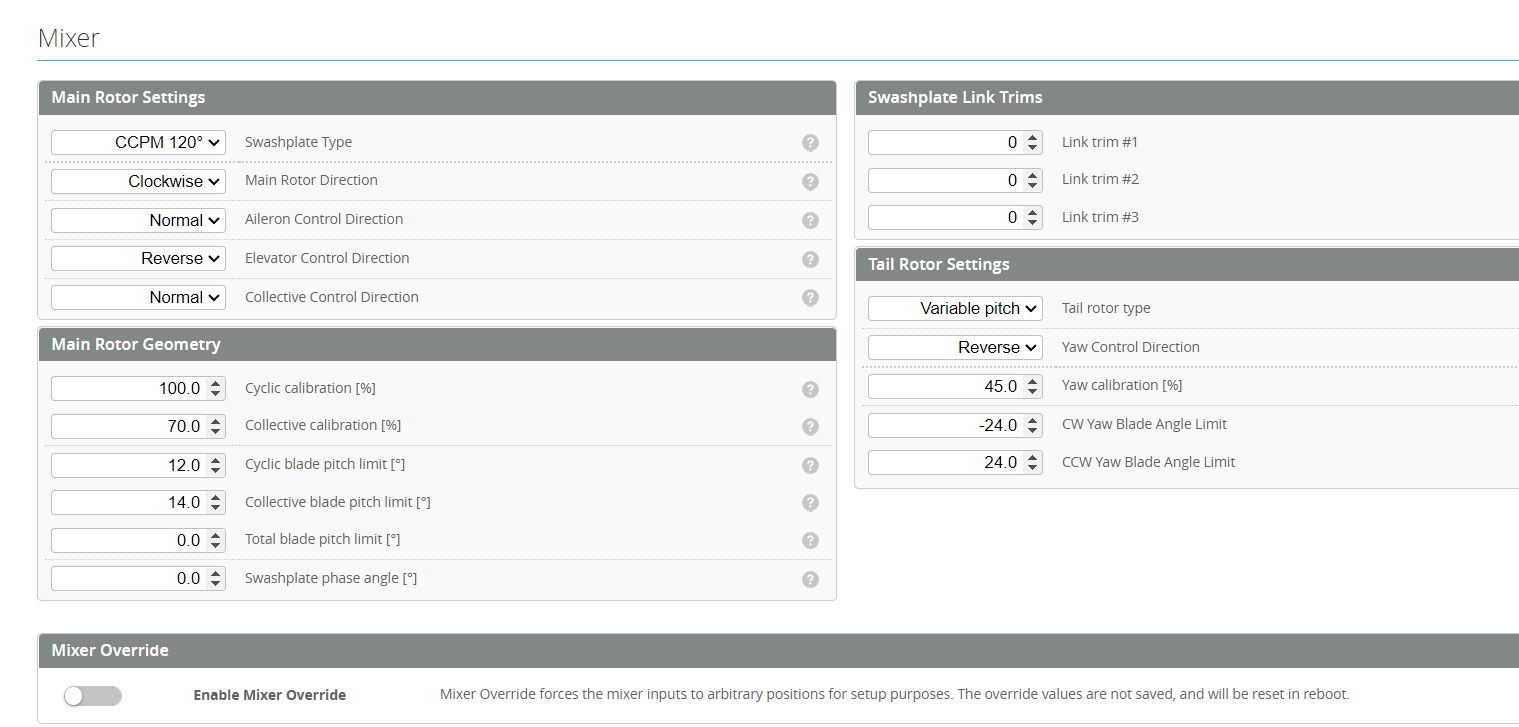 Mixer
Main Rotor Settings
CCPM 120° Swashplate Type ?
Clockwise Main Rotor Direction ?
Normal Aileron Control Direction ?
Reverse Elevator Control Direction ?
Normal Collective Control Direction ?
Main Rotor Geometry
100.0 Cyclic calibration [%] ?
70.0 Collective calibration [%] ?
12.0 Cyclic blade pitch limit [°] ?
14.0 Collective blade pitch limit [°] ?
0.0 Total blade pitch limit [°] ?
0.0 Swashplate phase angle [°] ?
Swashplate Link Trims
0 Link trim #1
0 Link trim #2
0 Link trim #3
Tail Rotor Settings
Variable pitch Tail rotor type
Reverse Yaw Control Direction
45.0 Yaw calibration [%]
-24.0 CW Yaw Blade Angle Limit
24.0 CCW Yaw Blade Angle Limit
Mixer Override
Enable Mixer Override Mixer Override forces the mixer inputs to arbitrary positions for setup purposes. The override values are not saved, and will be reset in reboot.